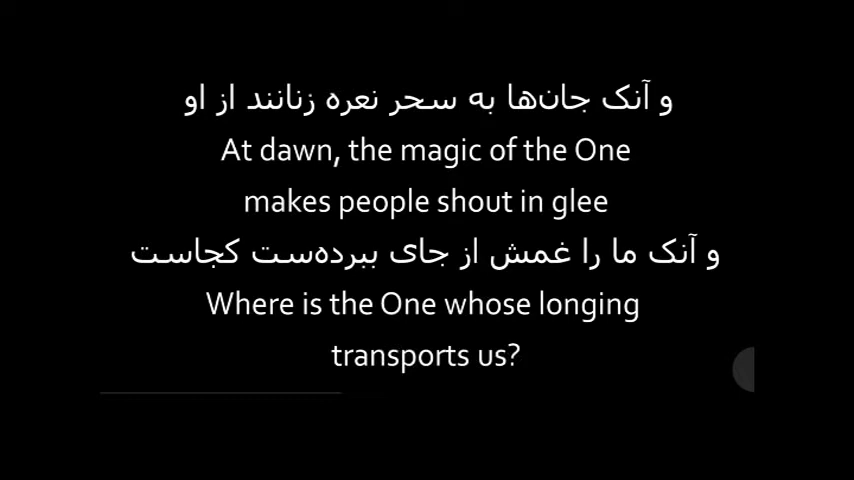 و آنک جان‌ها به سحر نعره زنانند از او
At dawn, the magic of the One
makes people shout in glee
و آنک ما را غمش از جای ببرده‌ست کجاست
Where is the One whose longing
transports us?